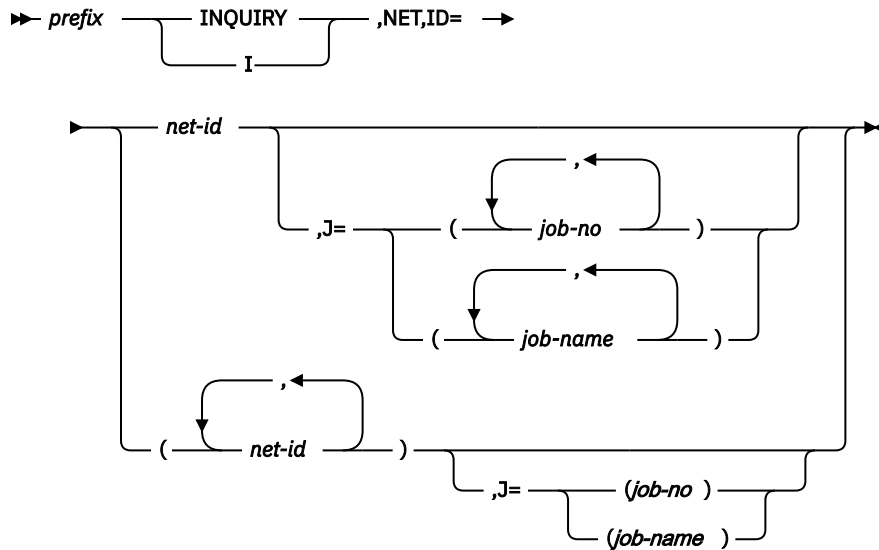 prefix INQUIRY ,NET,ID=
I
net-id
,
,J= ( job-no )
,
( job-name )
,
( net-id )
,J= (job-no )
(job-name )